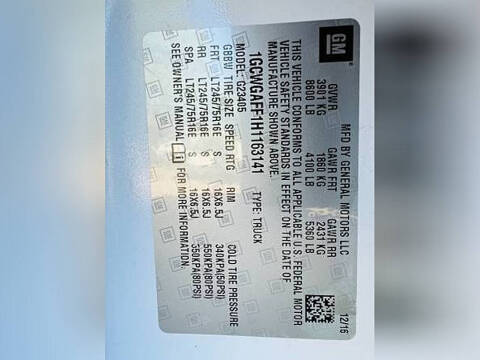 GM
MFD BY GENERAL MOTORS LLC 12/16
GVWR GAWR FRT GAWR RR
3901 KG 1860 KG 2431 KG
8600 LB 4100 LB 5360 LB
THIS VEHICLE CONFORMS TO ALL APPLICABLE U.S. FEDERAL MOTOR
VEHICLE SAFETY STANDARDS IN EFFECT ON THE DATE OF
MANUFACTURE SHOWN ABOVE.
1GCWGAFF1H1163141 TYPE: TRUCK
MODEL: G23405
GBBW TIRE SIZE SPEED RTG RIM COLD TIRE PRESSURE
FRT LT245/75R16E S 16X6.5J 340KPA(50PSI)
RR LT245/75R16E S 16X6.5J 550KPA(80PSI)
SPA LT245/75R16E S 16X6.5J 550KPA(80PSI)
SEE OWNER'S MANUAL FOR MORE INFORMATION.